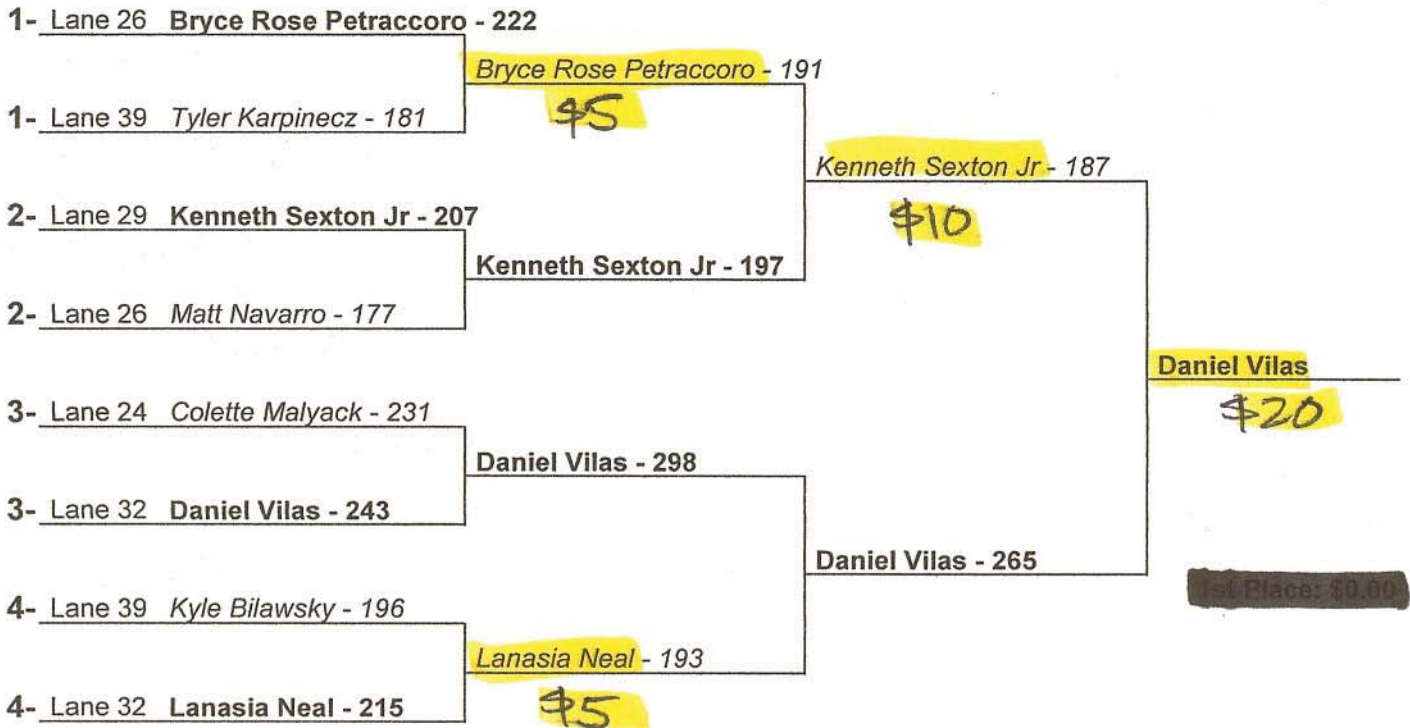 1- Lane 26 Bryce Rose Petraccoro - 222
Bryce Rose Petraccoro - 191
$5
1- Lane 39 Tyler Karpinecz - 181
Kenneth Sexton Jr - 187
$10
2- Lane 29 Kenneth Sexton Jr - 207
Kenneth Sexton Jr - 197
2- Lane 26 Matt Navarro - 177
Daniel Vilas
$20
3- Lane 24 Colette Malyack - 231
Daniel Vilas - 298
3- Lane 32 Daniel Vilas - 243
Daniel Vilas - 265
1st Place: $0.00
4- Lane 39 Kyle Bilawsky - 196
Lanasia Neal - 193
$5
4- Lane 32 Lanasia Neal - 215